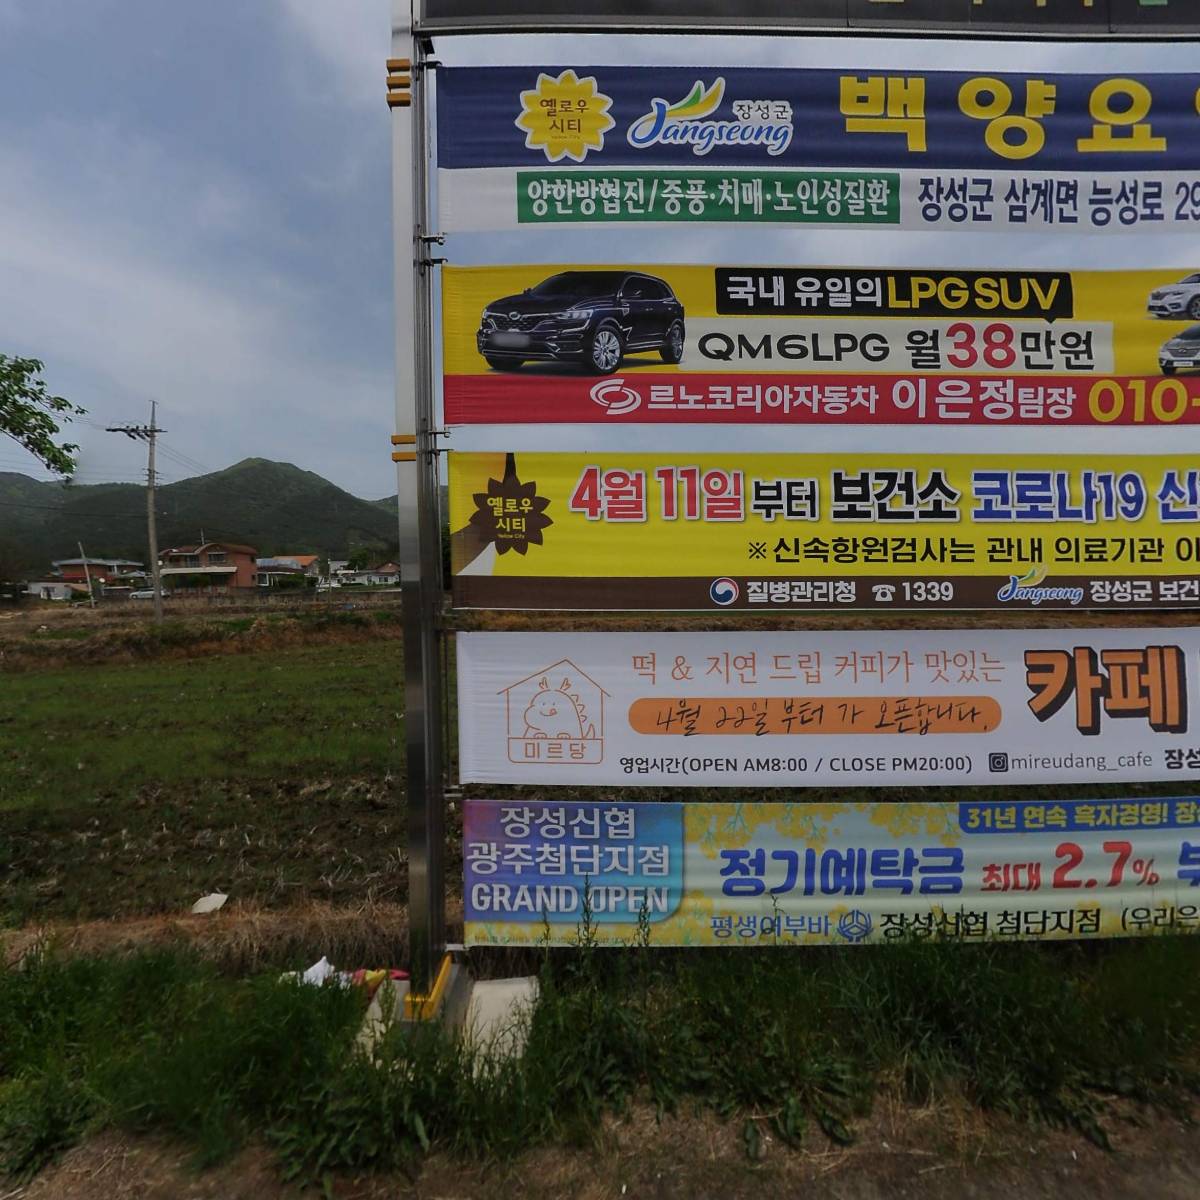 옐로우
시티
Yellow City
장성군
Jangseong
백양요
양한방협진/중풍·치매·노인성질환
장성군 삼계면 능성로 29
국내 유일의 LPG SUV
QM6LPG 월 38만원
르노코리아자동차 이은정팀장 010-
옐로우
시티
Yellow City
4월 11일 부터 보건소 코로나19 신
※신속항원검사는 관내 의료기관
질병관리청 ☎ 1339 Jangseong 장성군 보건
떡 & 지연 드립 커피가 맛있는 카페
4월 22일 부터 가 오픈합니다.
미르당
영업시간(OPEN AM8:00 / CLOSE PM20:00) mireudang_cafe 장성
장성신협
광주첨단지점
GRAND OPEN
31년 연속 흑자경영! 장
정기예탁금 최대 2.7%
평생어부바 장성신협 첨단지점 (우리은